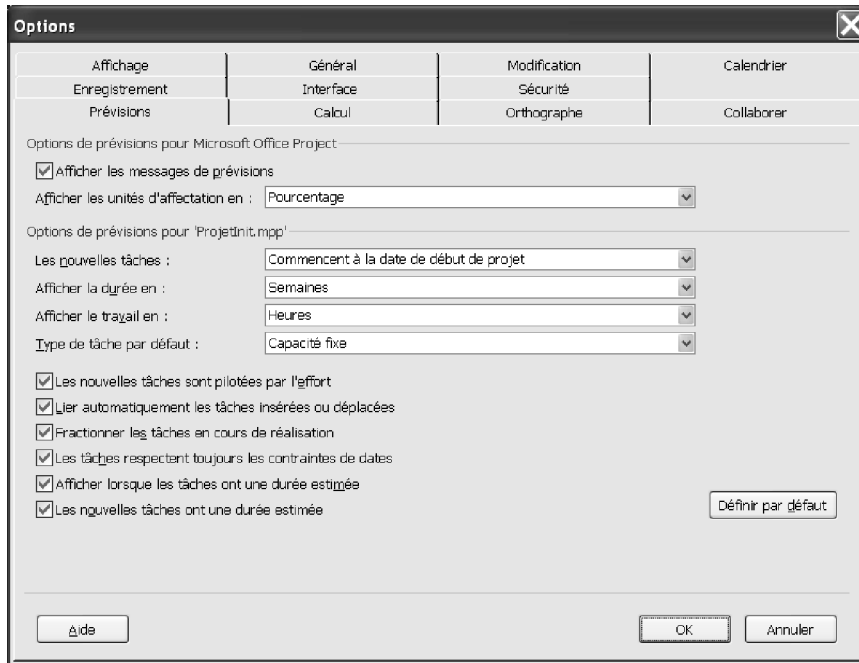 Options
Affichage Général Modification Calendrier
Enregistrement Interface Sécurité
Prévisions Calcul Orthographe Collaborer
Options de prévisions pour Microsoft Office Project
Afficher les messages de prévisions
Afficher les unités d'affectation en : Pourcentage
Options de prévisions pour 'ProjetInit.mpp'
Les nouvelles tâches : Commencent à la date de début de projet
Afficher la durée en : Semaines
Afficher le travail en : Heures
Type de tâche par défaut : Capacité fixe
Les nouvelles tâches sont pilotées par l'effort
Lier automatiquement les tâches insérées ou déplacées
Fractionner les tâches en cours de réalisation
Les tâches respectent toujours les contraintes de dates
Afficher lorsque les tâches ont une durée estimée
Les nouvelles tâches ont une durée estimée
Définir par défaut
Aide OK Annuler